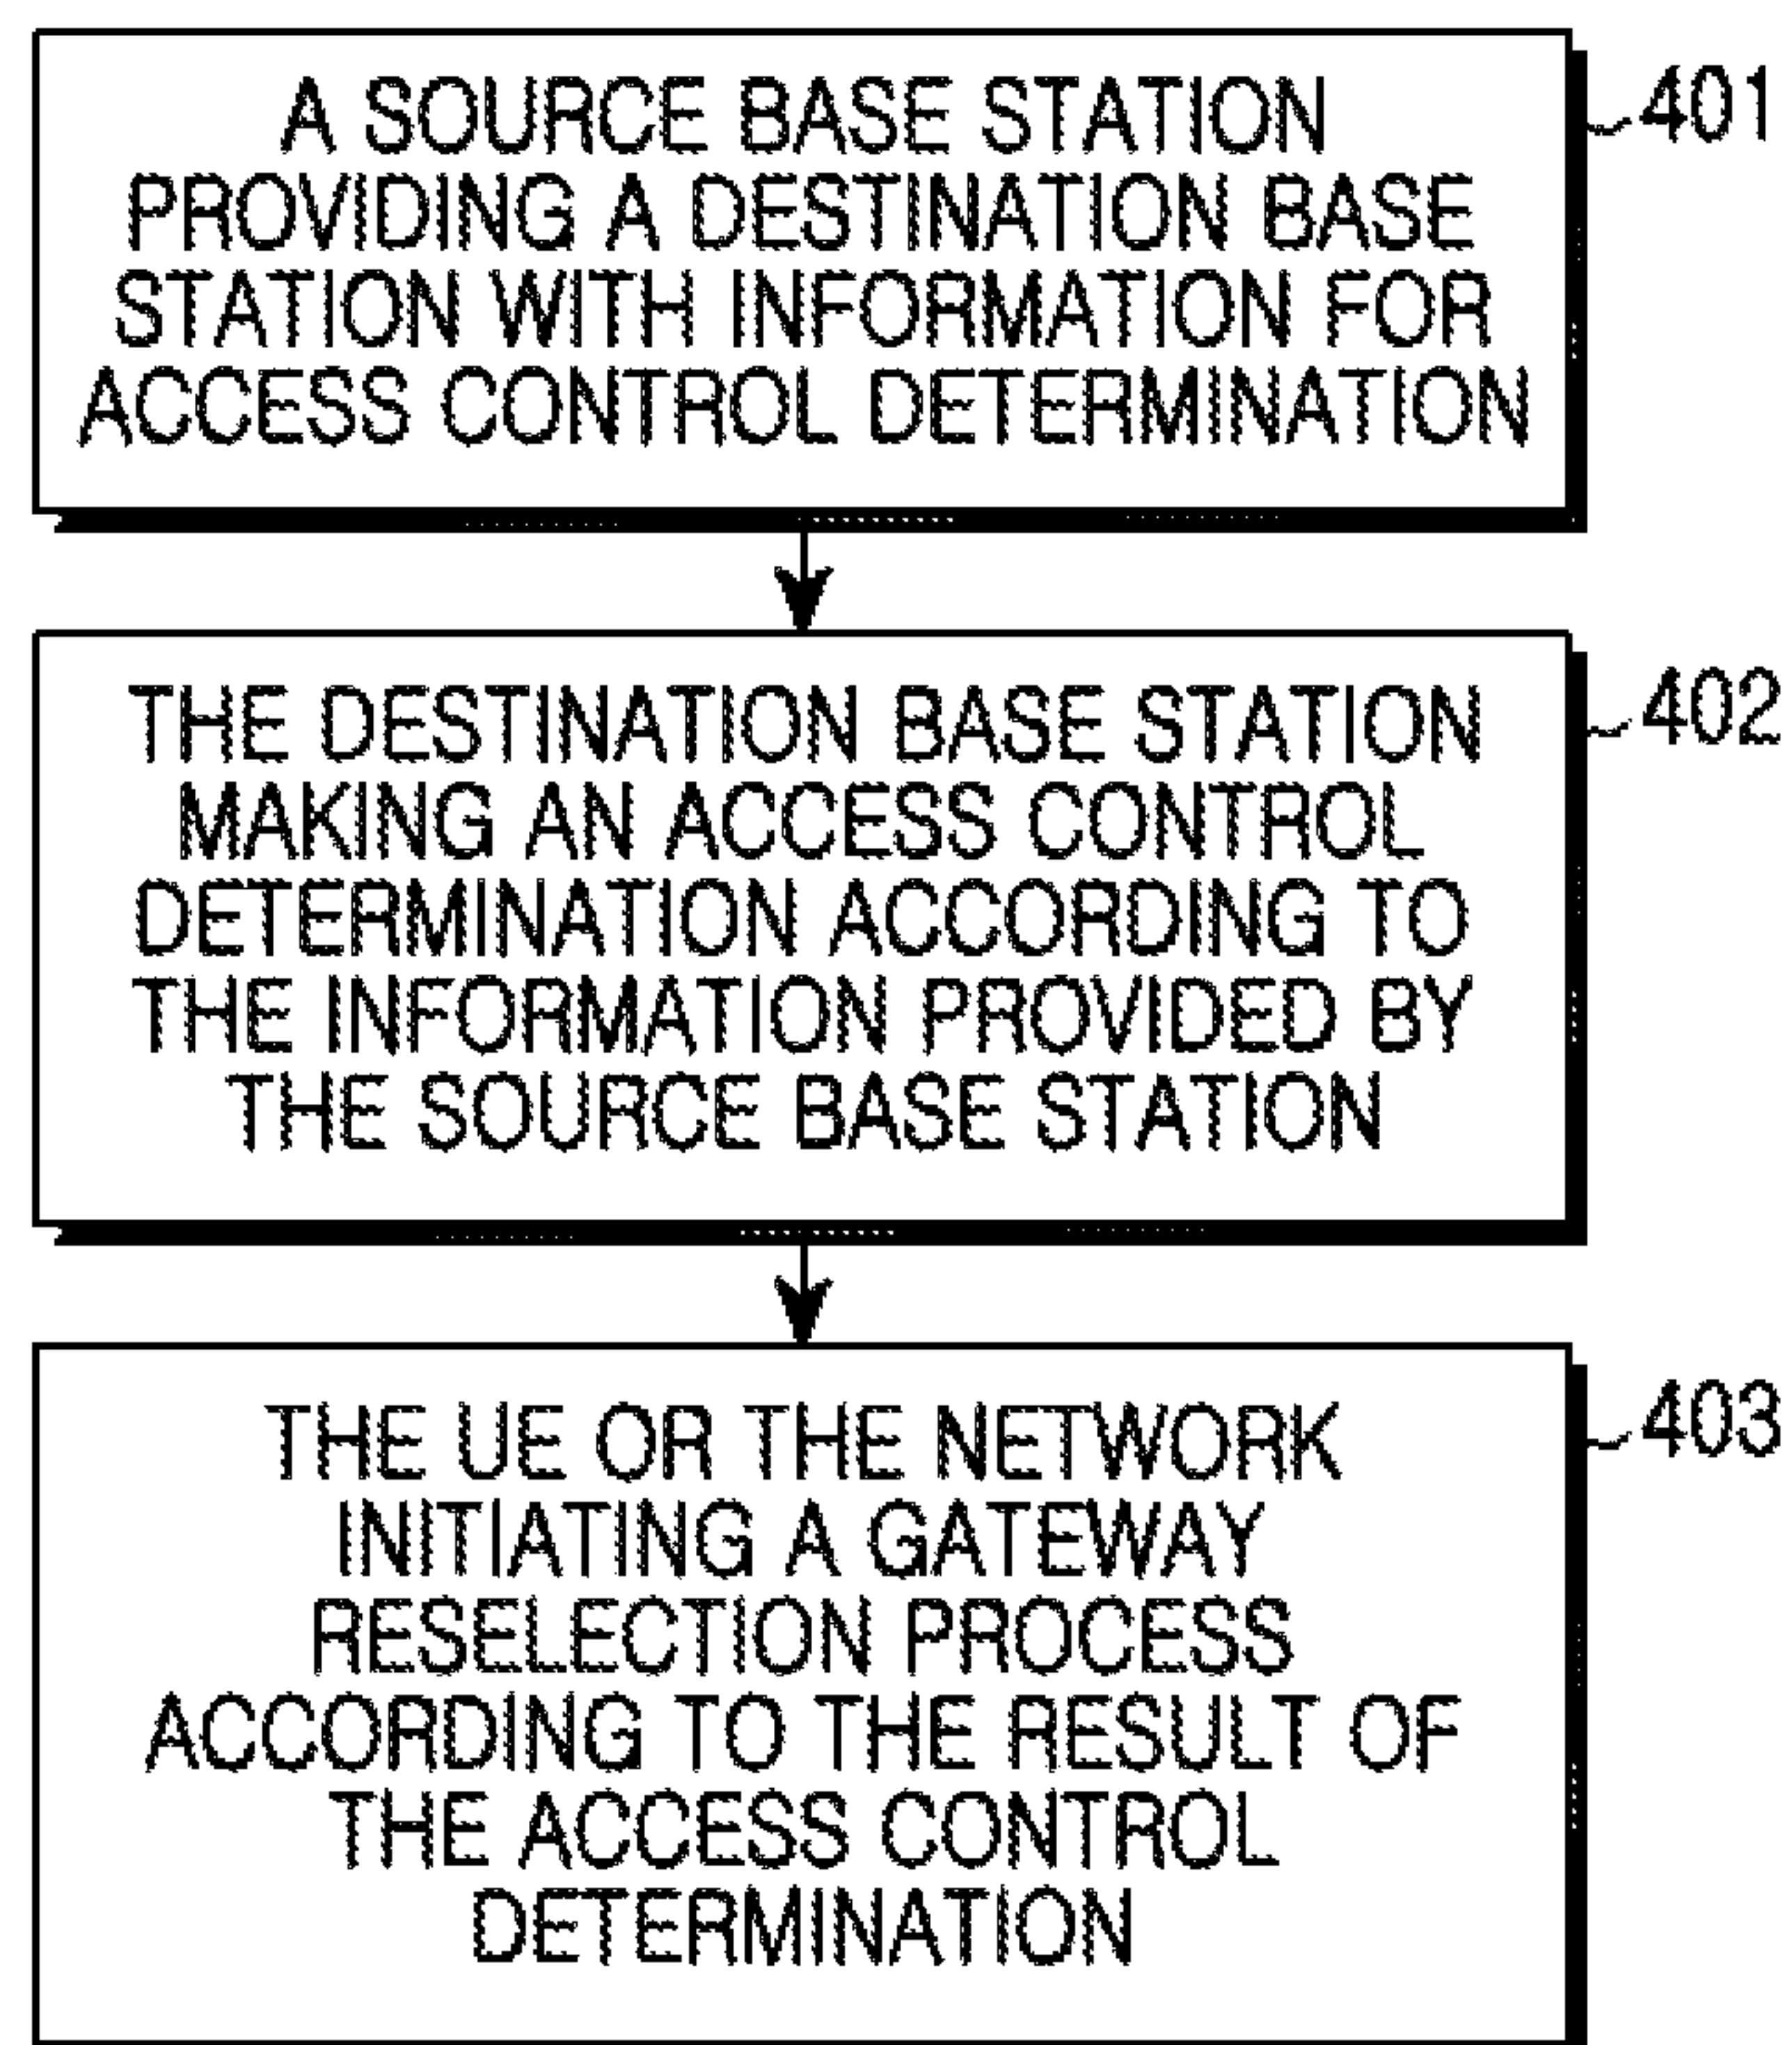 A SOURCE BASE STATION
PROVIDING A DESTINATION BASE
STATION WITH INFORMATION FOR
ACCESS CONTROL DETERMINATION
401
THE DESTINATION BASE STATION
MAKING AN ACCESS CONTROL
DETERMINATION ACCORDING TO
THE INFORMATION PROVIDED BY
THE SOURCE BASE STATION
402
THE UE OR THE NETWORK
INITIATING A GATEWAY
RESELECTION PROCESS
ACCORDING TO THE RESULT OF
THE ACCESS CONTROL
DETERMINATION
403